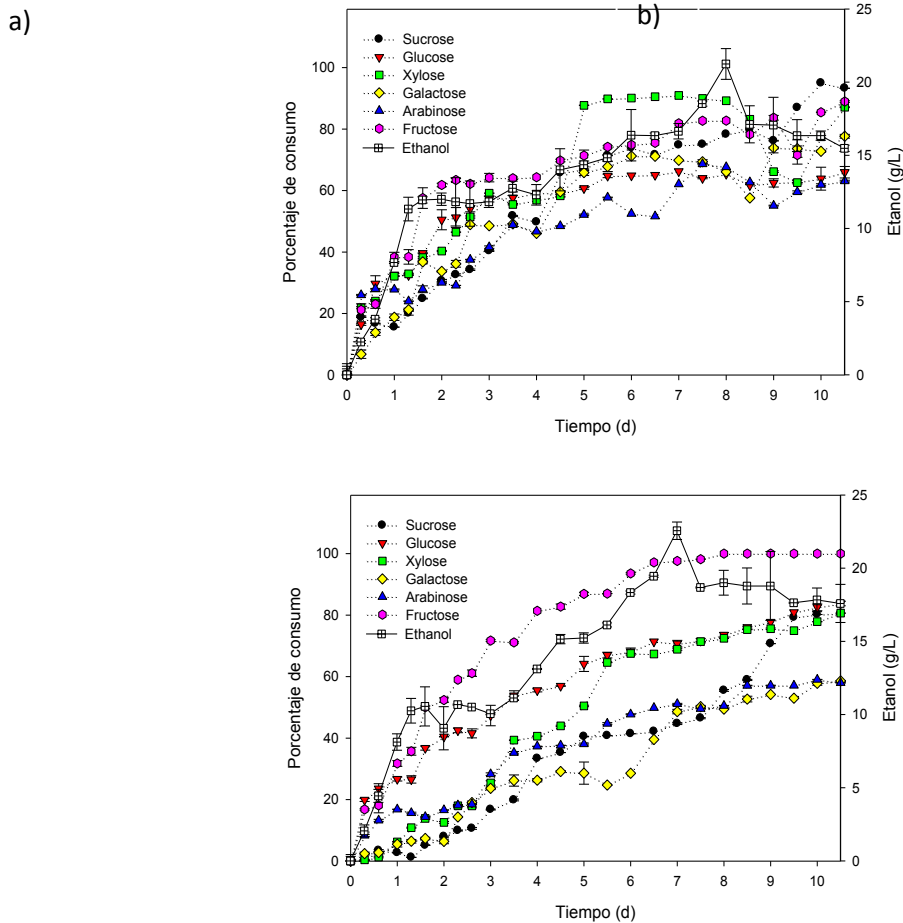 a)
b)
Sucrose
Glucose
Xylose
Galactose
Arabinose
Fructose
Ethanol
Porcentaje de consumo
0 20 40 60 80 100
Etanol (g/L)
0 5 10 15 20 25
0 1 2 3 4 5 6 7 8 9 10
Tiempo (d)
Sucrose
Glucose
Xylose
Galactose
Arabinose
Fructose
Ethanol
Porcentaje de consumo
0 20 40 60 80 100
Etanol (g/L)
0 5 10 15 20 25
0 1 2 3 4 5 6 7 8 9 10
Tiempo (d)